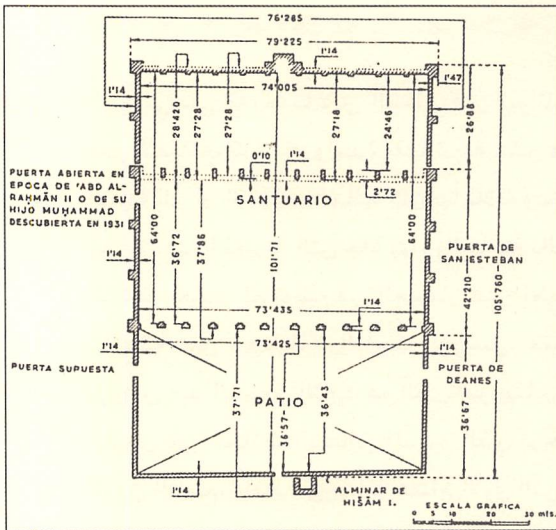 76'285
79'225
1'14
1'14
1'47
74'005
28'420
27'28
27'28
27'18
24'46
26'88
0'10
1'14
2'72
SANTUARIO
PUERTA ABIERTA EN
EPOCA DE 'ABD AL-
RAḤMĀN II O DE SU
HIJO MUḤAMMAD
DESCUBIERTA EN 1931
64'00
36'72
37'86
101'71
64'00
PUERTA DE
SAN ESTEBAN
42'210
105'760
1'14
73'435
1'14
73'425
1'14
1'14
PUERTA SUPUESTA
PUERTA DE
DEANES
37'71
PATIO
36'57
36'43
36'67
1'14
ALMINAR DE
HIŠĀM I.
ESCALA GRAFICA
0 5 10 20 30 mts.